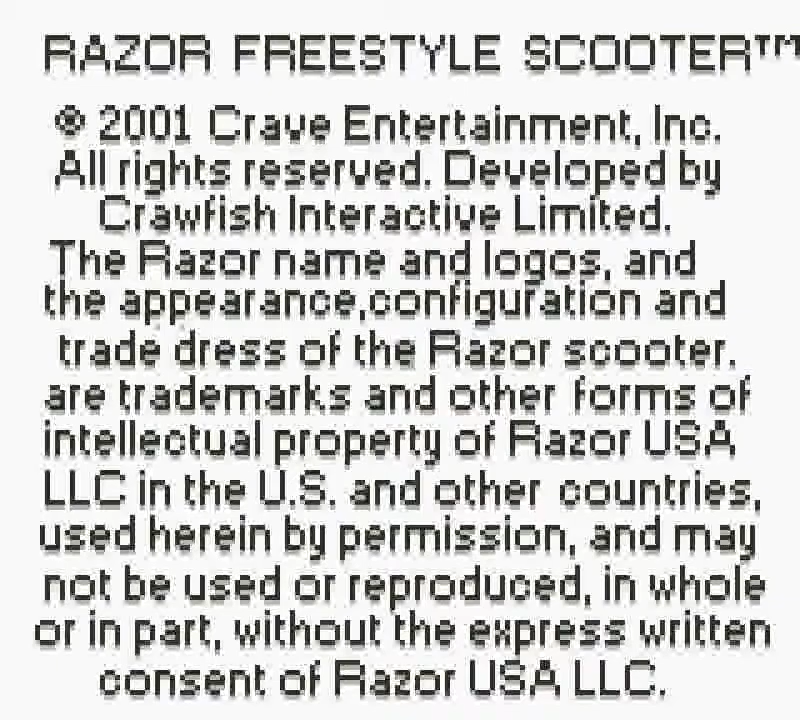 RAZOR FREESTYLE SCOOTER™
® 2001 Crave Entertainment, Inc.
All rights reserved. Developed by
Crawfish Interactive Limited.
The Razor name and logos, and
the appearance,configuration and
trade dress of the Razor scooter.
are trademarks and other forms of
intellectual property of Razor USA
LLC in the U.S. and other countries,
used herein by permission, and may
not be used or reproduced, in whole
or in part, without the express written
consent of Razor USA LLC.